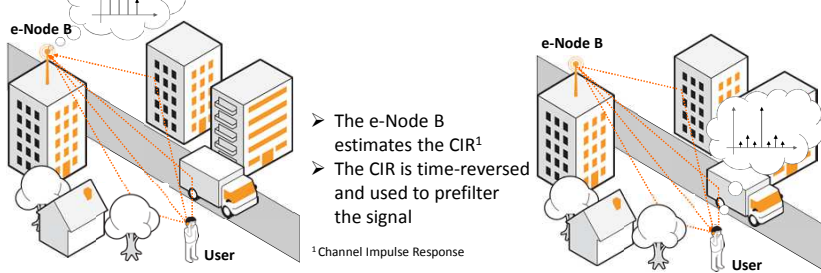 e-Node B
User
➢ The e-Node B
estimates the CIR¹
➢ The CIR is time-reversed
and used to prefilter
the signal
¹ Channel Impulse Response
e-Node B
User